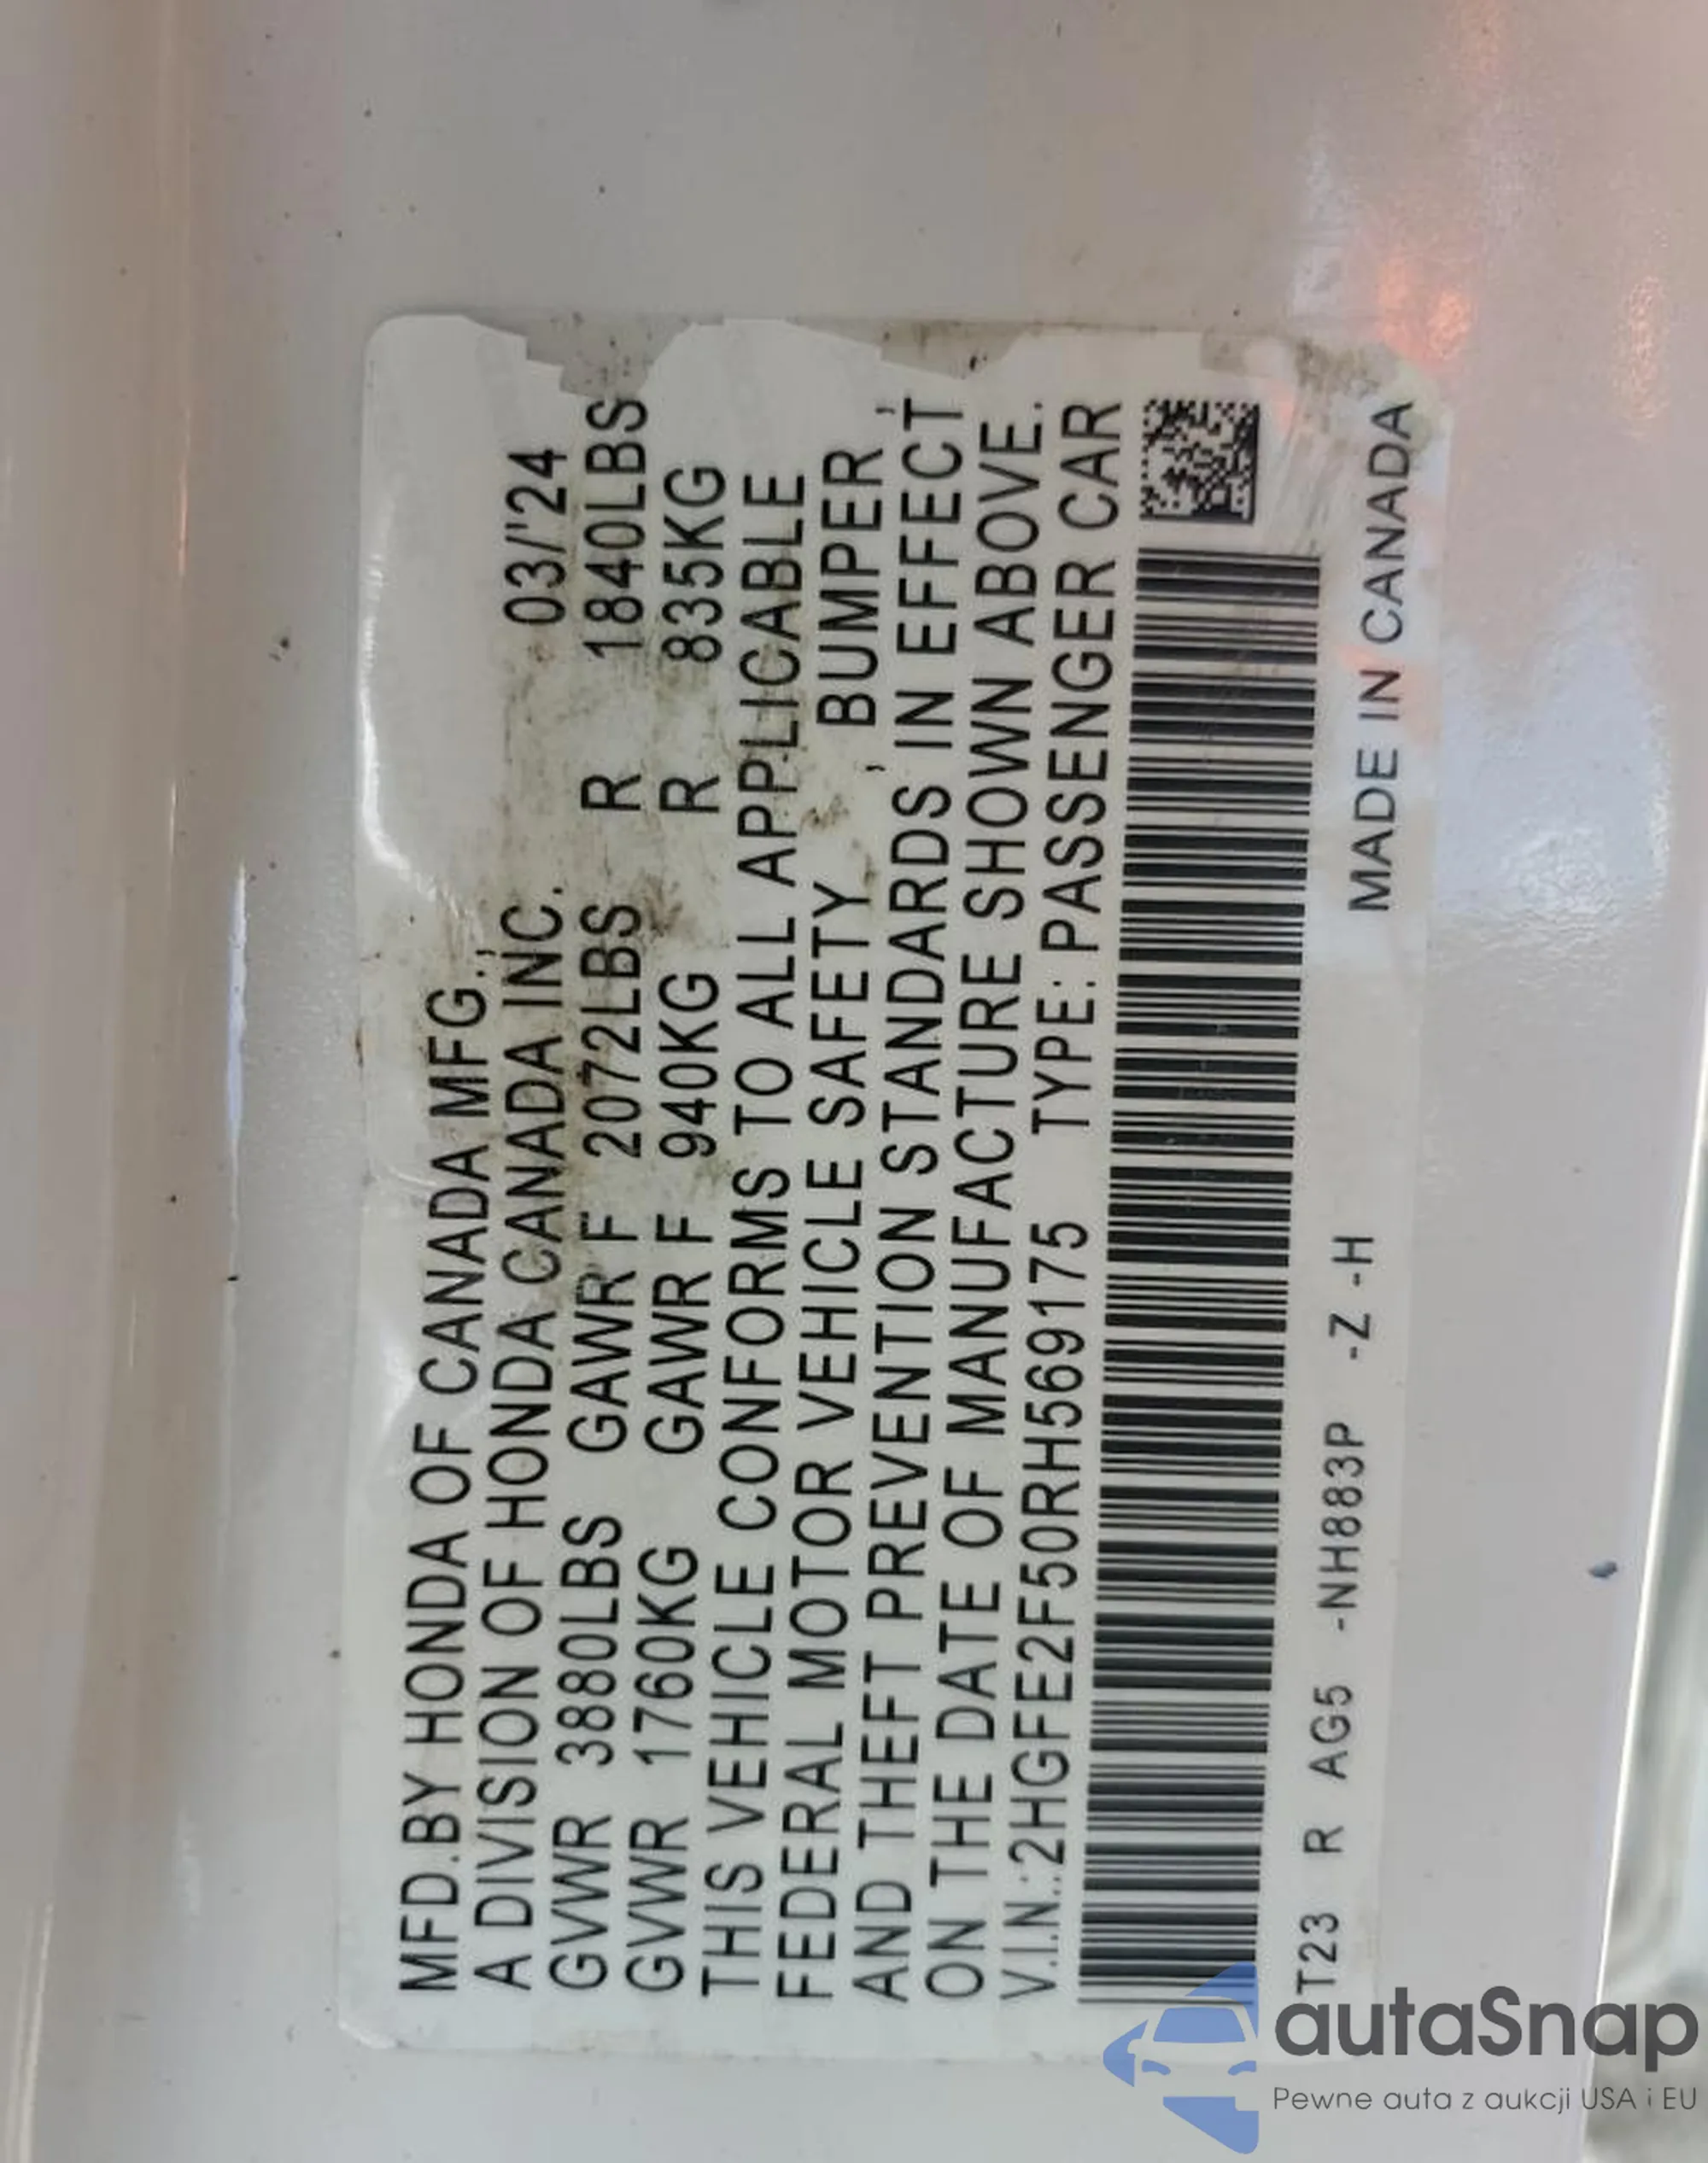 MFD.BY HONDA OF CANADA MFG.,
A DIVISION OF HONDA CANADA INC. 03/'24
GVWR 3880LBS GAWR F 2072LBS R 1840LBS
GVWR 1760KG GAWR F 940KG R 835KG
THIS VEHICLE CONFORMS TO ALL APPLICABLE
FEDERAL MOTOR VEHICLE SAFETY, BUMPER,
AND THEFT PREVENTION STANDARDS IN EFFECT
ON THE DATE OF MANUFACTURE SHOWN ABOVE.
V.I.N.:2HGFE2F50RH569175 TYPE: PASSENGER CAR
T23 R AG5 -NH883P -Z -H MADE IN CANADA
autaSnap
Pewne auta z aukcji USA i EU